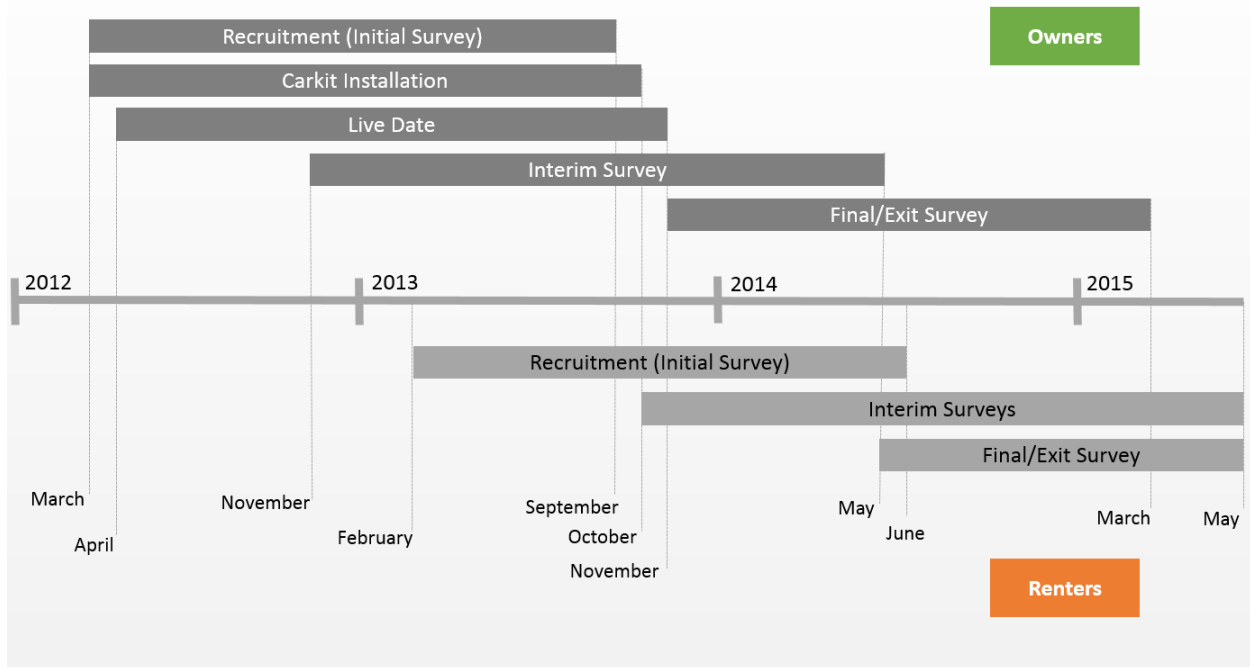 Recruitment (Initial Survey)
Owners
Carkit Installation
Live Date
Interim Survey
Final/Exit Survey
2012
2013
2014
2015
Recruitment (Initial Survey)
Interim Surveys
Final/Exit Survey
March
November
September
May
March
May
April
February
October
June
November
Renters